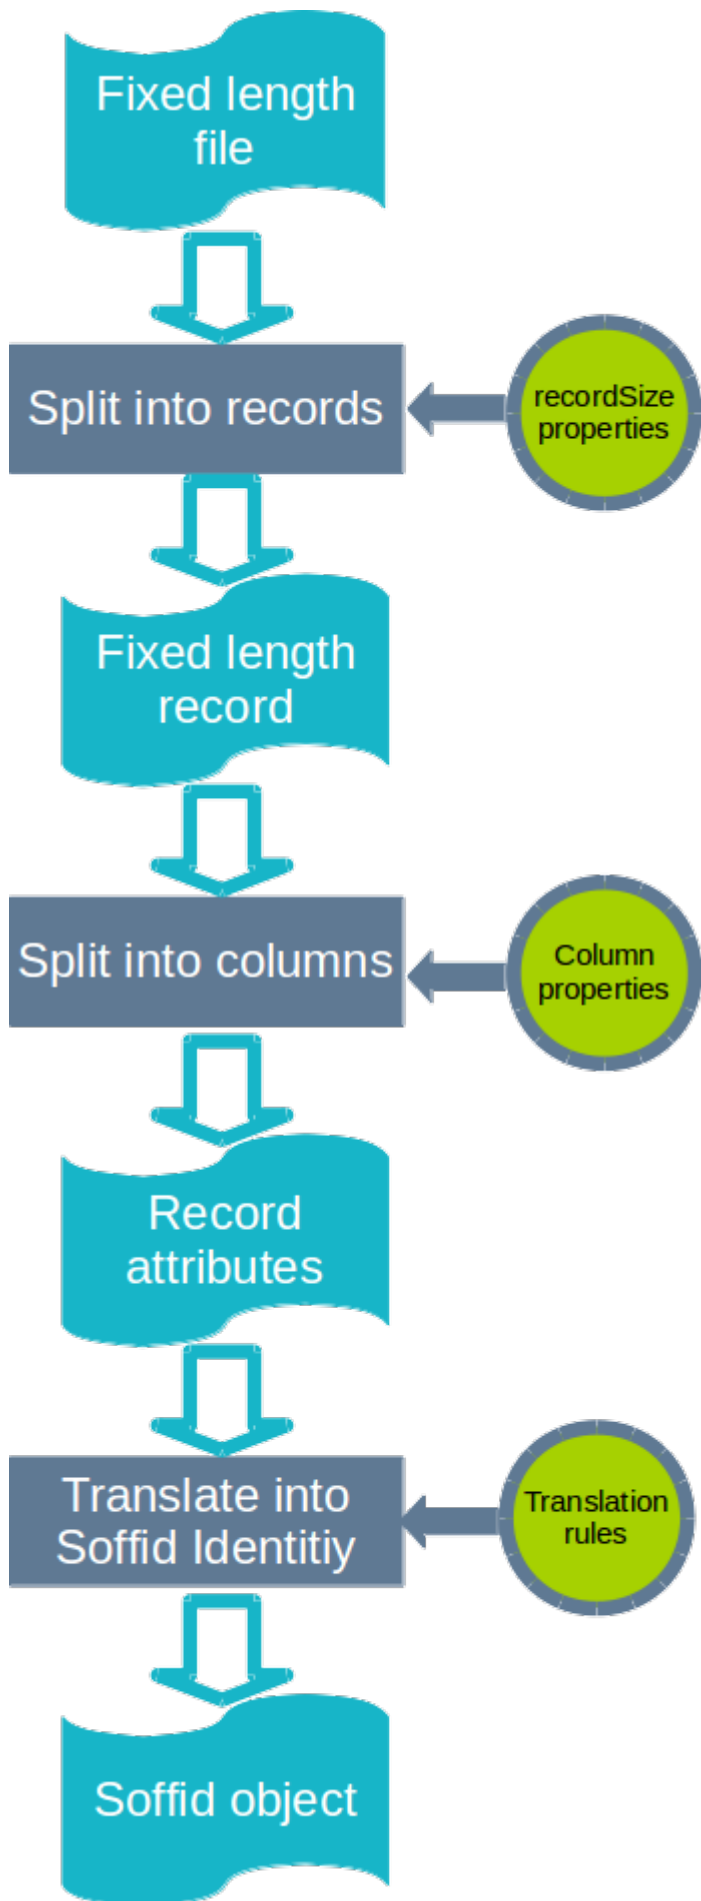 Fixed length
file
Split into records
recordSize
properties
Fixed length
record
Split into columns
Column
properties
Record
attributes
Translate into
Soffid Identitiy
Translation
rules
Soffid object